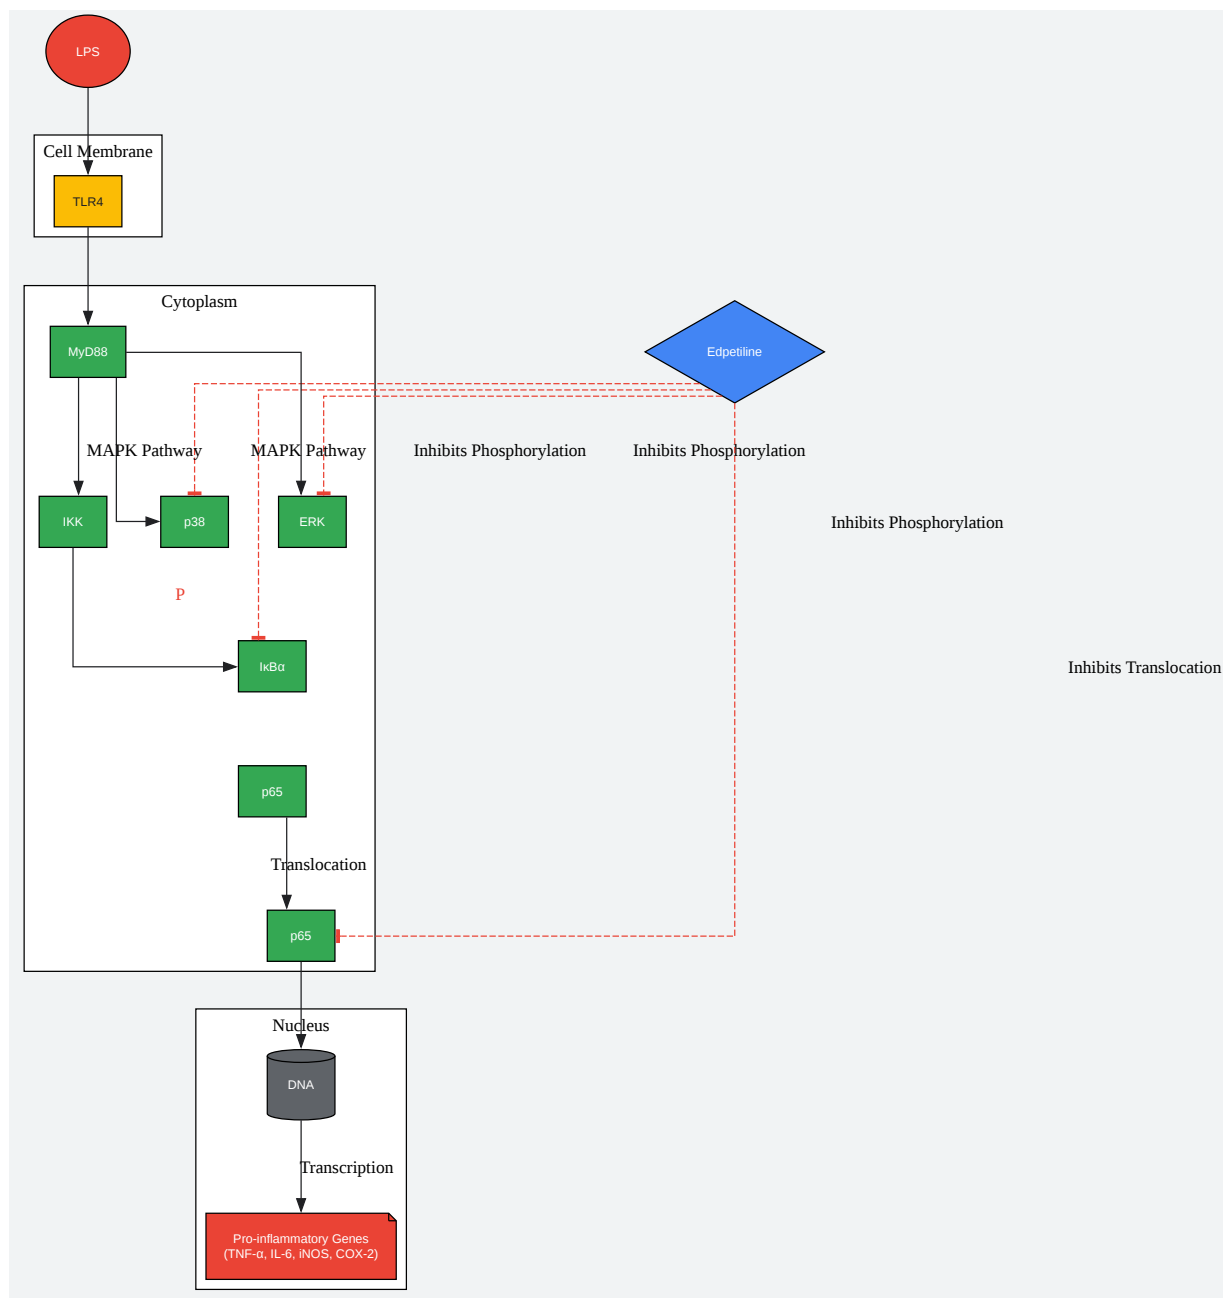 LPS
Cell Membrane
TLR4
Cytoplasm
MyD88
Edpetiline
MAPK Pathway
MAPK Pathway
Inhibits Phosphorylation
Inhibits Phosphorylation
IKK
p38
ERK
Inhibits Phosphorylation
P
IκBα
Inhibits Translocation
p65
Translocation
p65
Nucleus
DNA
Transcription
Pro-inflammatory Genes
(TNF-α, IL-6, iNOS, COX-2)